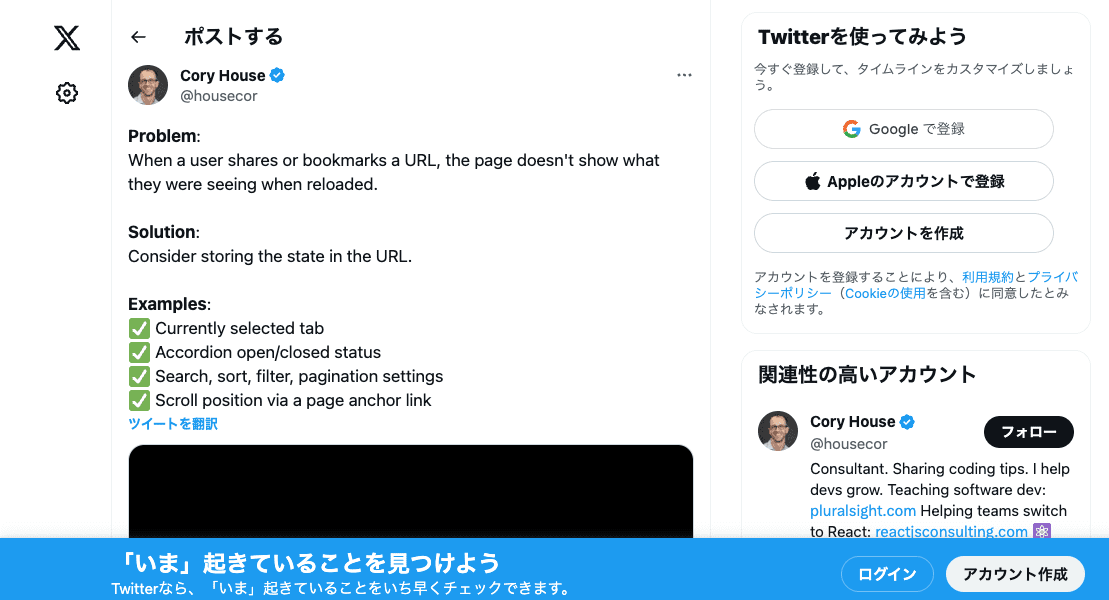 ポストする
Cory House
@housecor
Problem:
When a user shares or bookmarks a URL, the page doesn't show what
they were seeing when reloaded.
Solution:
Consider storing the state in the URL.
Examples:
✅ Currently selected tab
✅ Accordion open/closed status
✅ Search, sort, filter, pagination settings
✅ Scroll position via a page anchor link
ツイートを翻訳
Twitterを使ってみよう
今すぐ登録して、タイムラインをカスタマイズしましょ
う。
Google で登録
Appleのアカウントで登録
アカウントを作成
アカウントを登録することにより、利用規約とプライバ
シーポリシー（Cookieの使用を含む）に同意したとみ
なされます。
関連性の高いアカウント
Cory House
@housecor
フォロー
Consultant. Sharing coding tips. I help
devs grow. Teaching software dev:
pluralsight.com Helping teams switch
to React: reactjsconsulting.com ⚛️
「いま」起きていることを見つけよう
Twitterなら、「いま」起きていることをいち早くチェックできます。
ログイン
アカウント作成